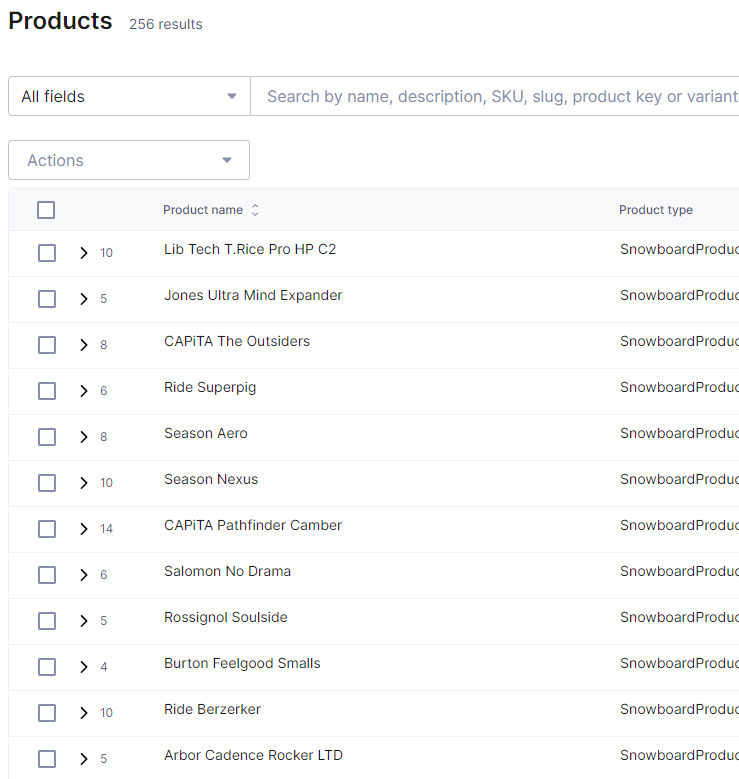 Products 256 results
All fields Search by name, description, SKU, slug, product key or variant
Actions
Product name Product type
10 Lib Tech T.Rice Pro HP C2 SnowboardProduc
5 Jones Ultra Mind Expander SnowboardProduc
8 CAPiTA The Outsiders SnowboardProduc
6 Ride Superpig SnowboardProduc
8 Season Aero SnowboardProduc
10 Season Nexus SnowboardProduc
14 CAPiTA Pathfinder Camber SnowboardProduc
6 Salomon No Drama SnowboardProduc
5 Rossignol Soulside SnowboardProduc
4 Burton Feelgood Smalls SnowboardProduc
10 Ride Berzerker SnowboardProduc
5 Arbor Cadence Rocker LTD SnowboardProduc